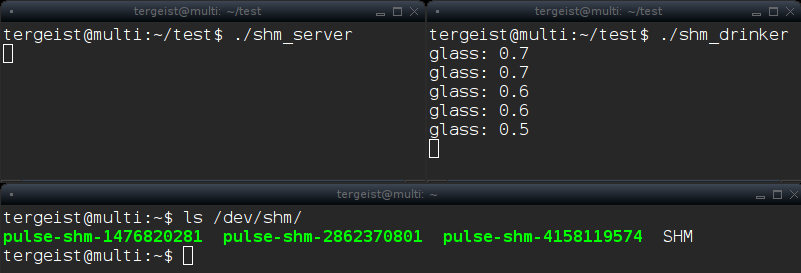 tergeist@multi: ~/test
tergeist@multi:~/test$ ./shm_server
tergeist@multi: ~/test
tergeist@multi:~/test$ ./shm_drinker
glass: 0.7
glass: 0.7
glass: 0.6
glass: 0.6
glass: 0.5
tergeist@multi: ~
tergeist@multi:~$ ls /dev/shm/
pulse-shm-1476820281  pulse-shm-2862370801  pulse-shm-4158119574  SHM
tergeist@multi:~$